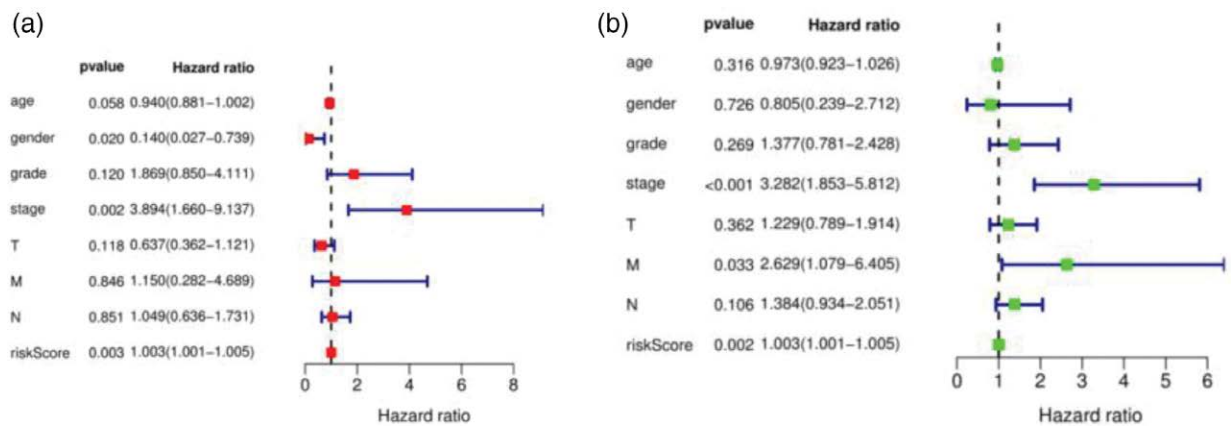 (a)
pvalue Hazard ratio
age 0.058 0.940(0.881−1.002)
gender 0.020 0.140(0.027−0.739)
grade 0.120 1.869(0.850−4.111)
stage 0.002 3.894(1.660−9.137)
T 0.118 0.637(0.362−1.121)
M 0.846 1.150(0.282−4.689)
N 0.851 1.049(0.636−1.731)
riskScore 0.003 1.003(1.001−1.005)
0 2 4 6 8
Hazard ratio
(b)
pvalue Hazard ratio
age 0.316 0.973(0.923−1.026)
gender 0.726 0.805(0.239−2.712)
grade 0.269 1.377(0.781−2.428)
stage <0.001 3.282(1.853−5.812)
T 0.362 1.229(0.789−1.914)
M 0.033 2.629(1.079−6.405)
N 0.106 1.384(0.934−2.051)
riskScore 0.002 1.003(1.001−1.005)
0 1 2 3 4 5 6
Hazard ratio